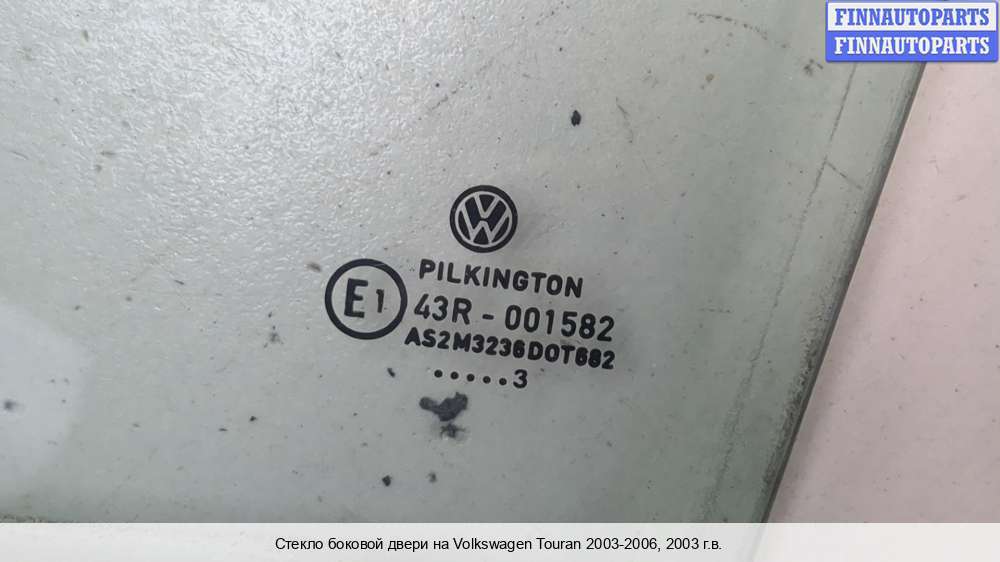 FINNAUTOPARTS
FINNAUTOPARTS
PILKINGTON
E1
43R - 001582
AS2M3236DOT682
.....3
Стекло боковой двери на Volkswagen Touran 2003-2006, 2003 г.в.